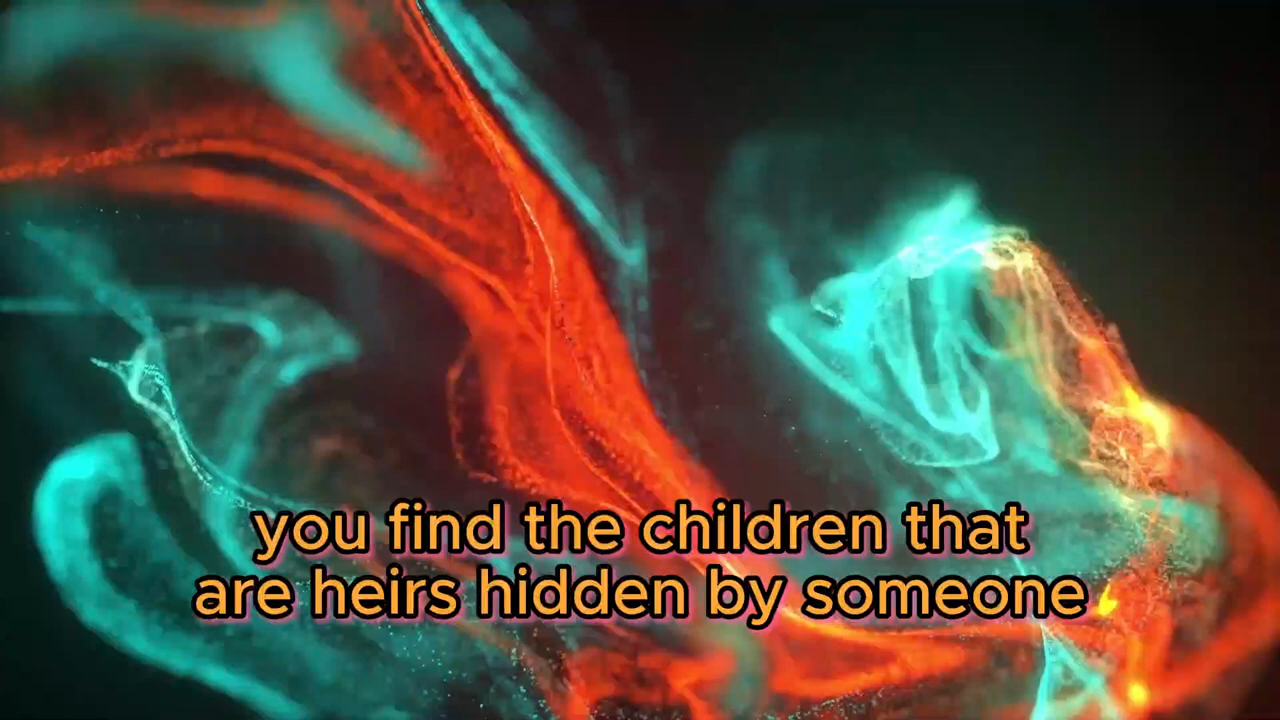 you find the children that
are heirs hidden by someone